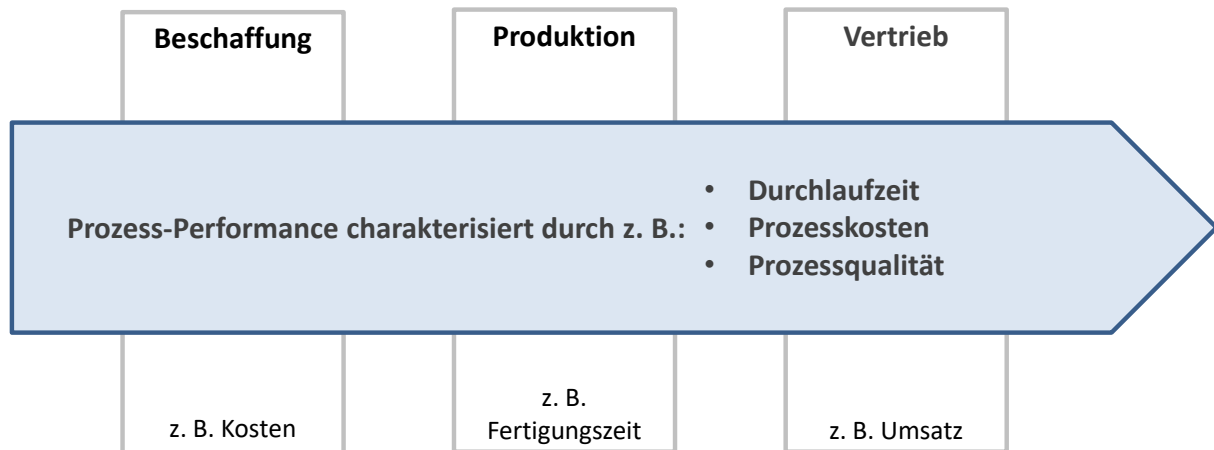 Beschaffung
Produktion
Vertrieb
Prozess-Performance charakterisiert durch z. B.:
• Durchlaufzeit
• Prozesskosten
• Prozessqualität
z. B. Kosten
z. B.
Fertigungszeit
z. B. Umsatz